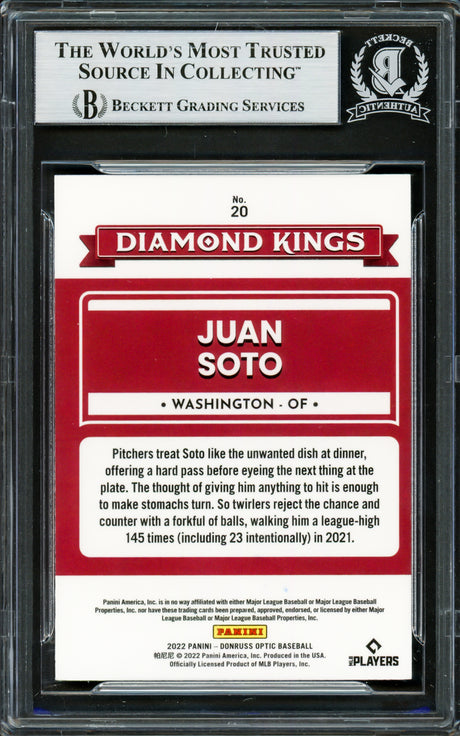 THE WORLD'S MOST TRUSTED
SOURCE IN COLLECTING™
B BECKETT GRADING SERVICES
BECKETT
AUTHENTIC
No.
20
DIAMOND KINGS
JUAN
SOTO
• WASHINGTON - OF •
Pitchers treat Soto like the unwanted dish at dinner,
offering a hard pass before eyeing the next thing at the
plate. The thought of giving him anything to hit is enough
to make stomachs turn. So twirlers reject the chance and
counter with a forkful of balls, walking him a league-high
145 times (including 23 intentionally) in 2021.
Panini America, Inc. is in no way affiliated with either Major League Baseball or Major League Baseball
Properties, Inc. nor have these trading cards been prepared, approved, endorsed, or licensed by either Major
League Baseball or Major League Baseball Properties, Inc.
PANINI
2022 PANINI – DONRUSS OPTIC BASEBALL
帕尼尼 © 2022 Panini America, Inc. Produced in the USA.
Officially Licensed Product of MLB Players, Inc.
MLB PLAYERS